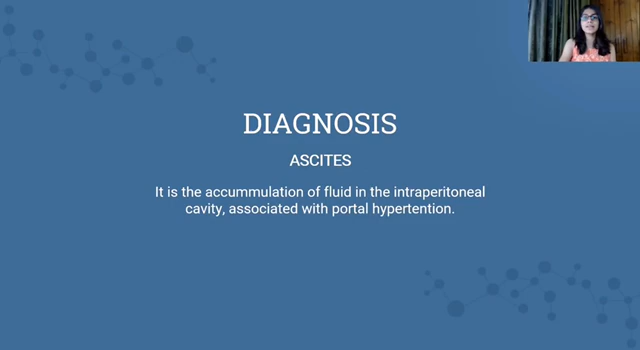 DIAGNOSIS
ASCITES
It is the accummulation of fluid in the intraperitoneal
cavity, associated with portal hypertention.